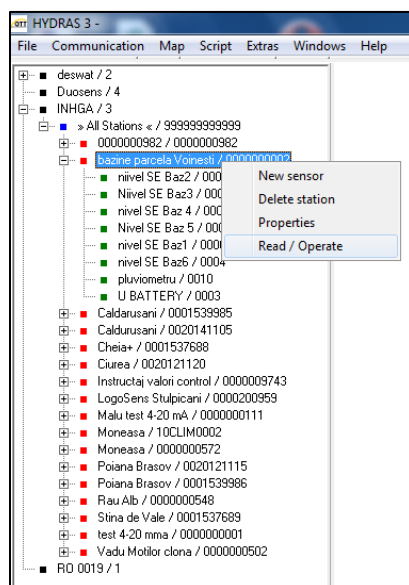 OTT HYDRAS 3 -
File Communication Map Script Extras Windows Help
deswat / 2
Duosens / 4
INHGA / 3
» All Stations « / 999999999999
0000000982 / 0000000982
bazine parcela Voinesti / 0000000002
niivel SE Baz2 / 000
Niivel SE Baz3 / 000
nivel SE Baz 4 / 000
Nivel SE Baz 5 / 000
nivel SE Baz1 / 000
nivel SE Baz6 / 0004
pluviometru / 0010
U BATTERY / 0003
New sensor
Delete station
Properties
Read / Operate
Caldarusani / 0001539985
Caldurusani / 0020141105
Cheia+ / 0001537688
Ciurea / 0020121120
Instructaj valori control / 0000009743
LogoSens Stulpicani / 0000200959
Malu test 4-20 mA / 0000000111
Moneasa / 10CLIM0002
Moneasa / 0000000572
Poiana Brasov / 0020121115
Poiana Brasov / 0001539986
Rau Alb / 0000000548
Stina de Vale / 0001537689
test 4-20 mma / 0000000001
Vadu Motilor clona / 0000000502
RO 0019 / 1